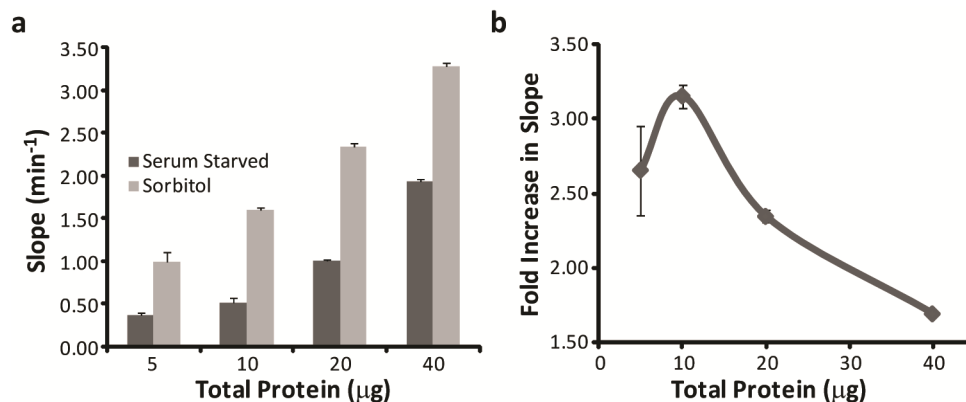 a
3.50
3.00
2.50
2.00
1.50
1.00
0.50
0.00
Slope (min⁻¹)
Serum Starved
Sorbitol
5 10 20 40
Total Protein (μg)
b
3.50
3.00
2.50
2.00
1.50
Fold Increase in Slope
0 10 20 30 40
Total Protein (μg)